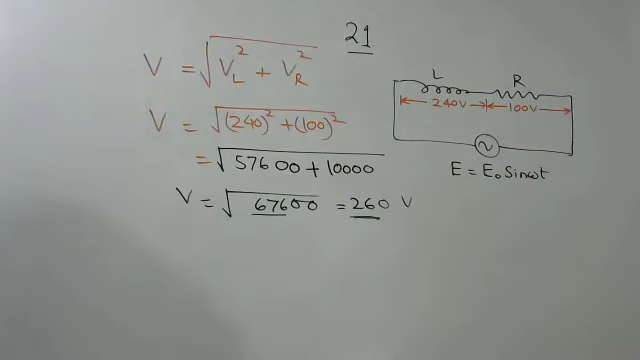 21
V = √V_L² + V_R²
V = √(240)² + (100)²
= √57600 + 10000
V = √67600 = 260 V
L R
240V 100V
E = E₀ Sinωt